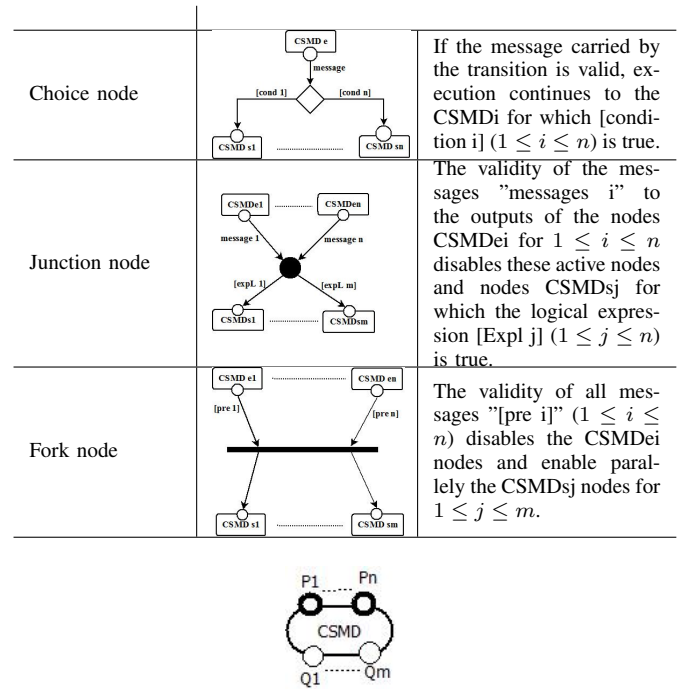 CSMD e
message
[cond 1]
[cond n]
CSMD s1
CSMD sn
Choice node
If the message carried by
the transition is valid, ex-
ecution continues to the
CSMDi for which [condi-
tion i] (1 ≤ i ≤ n) is true.
CSMDe1
CSMDen
message 1
message n
[expL 1]
[expL m]
CSMDs1
CSMDsm
Junction node
The validity of the mes-
sages ”messages i” to
the outputs of the nodes
CSMDei for 1 ≤ i ≤ n
disables these active nodes
and nodes CSMDsj for
which the logical expres-
sion [Expl j] (1 ≤ j ≤ n)
is true.
CSMD e1
CSMD en
[pre 1]
[pre n]
CSMD s1
CSMD sm
Fork node
The validity of all mes-
sages ”[pre i]” (1 ≤ i ≤
n) disables the CSMDei
nodes and enable paral-
lely the CSMDsj nodes for
1 ≤ j ≤ m.
P1
Pn
CSMD
Q1
Qm